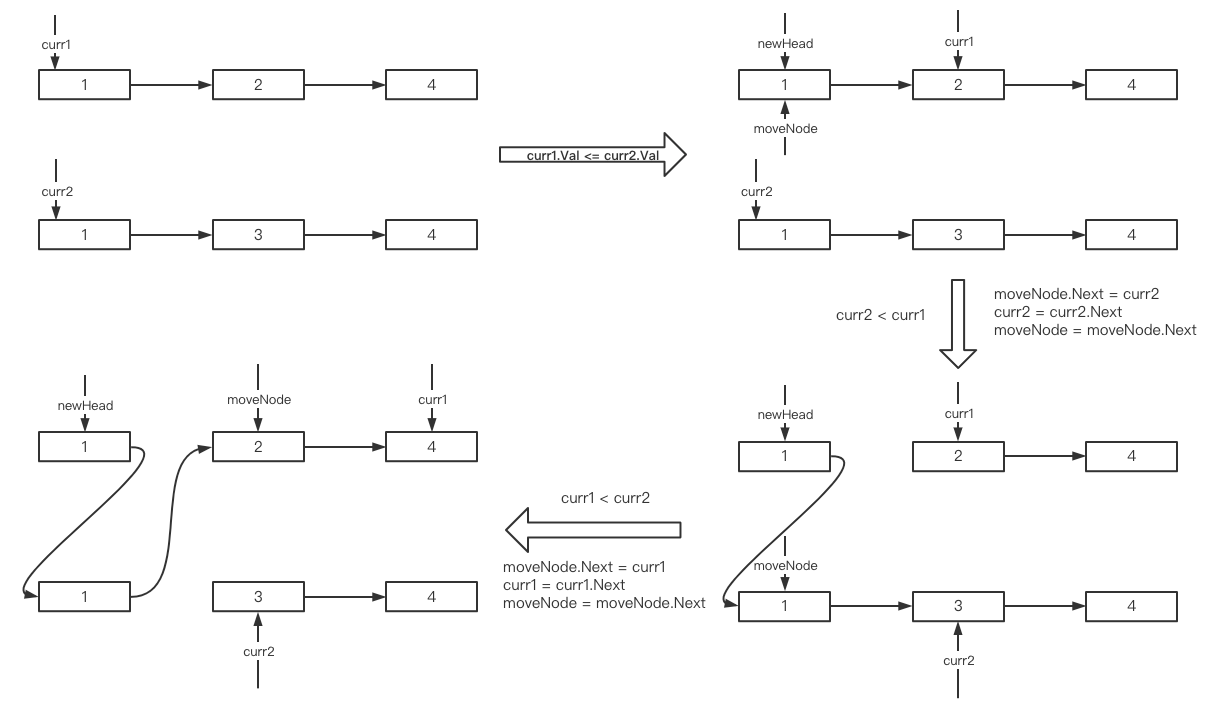 curr1
1
2
4
curr2
1
3
4
curr1.Val <= curr2.Val
newHead
curr1
1
2
4
moveNode
curr2
1
3
4
curr2 < curr1
moveNode.Next = curr2
curr2 = curr2.Next
moveNode = moveNode.Next
newHead
curr1
1
2
4
moveNode
1
3
4
curr2
curr1 < curr2
moveNode.Next = curr1
curr1 = curr1.Next
moveNode = moveNode.Next
newHead
moveNode
curr1
1
2
4
1
3
4
curr2